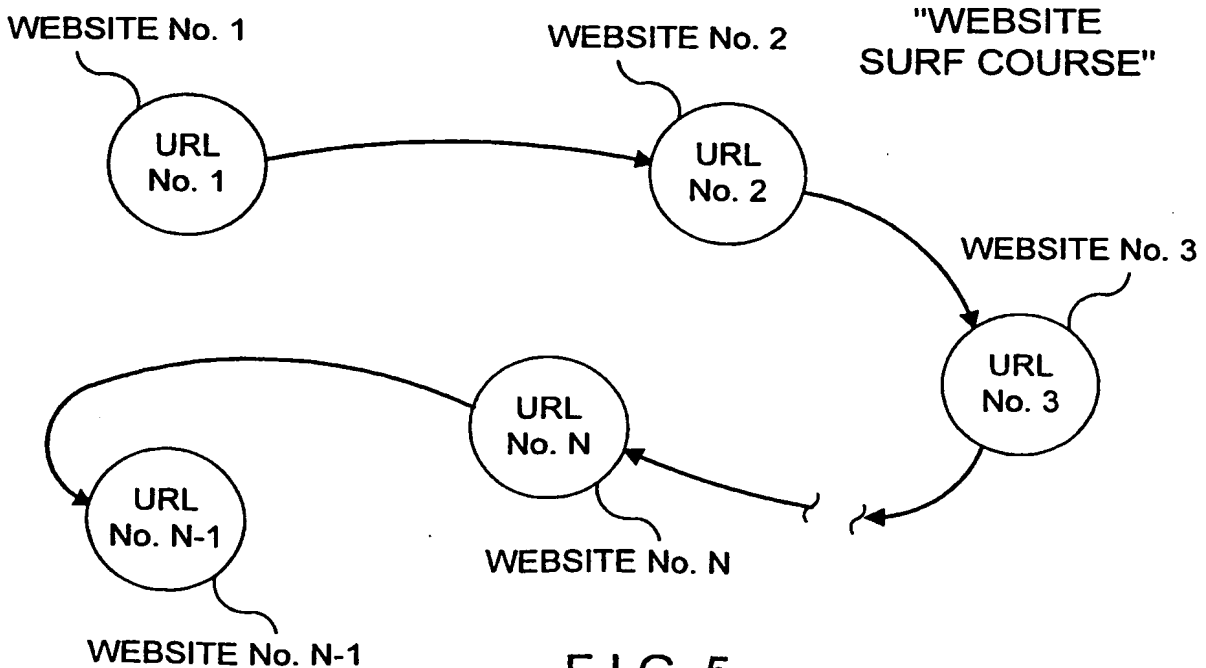 WEBSITE No. 1
WEBSITE No. 2
"WEBSITE
SURF COURSE"
URL
No. 1
URL
No. 2
WEBSITE No. 3
URL
No. 3
URL
No. N
URL
No. N-1
WEBSITE No. N
WEBSITE No. N-1
FIG. 5